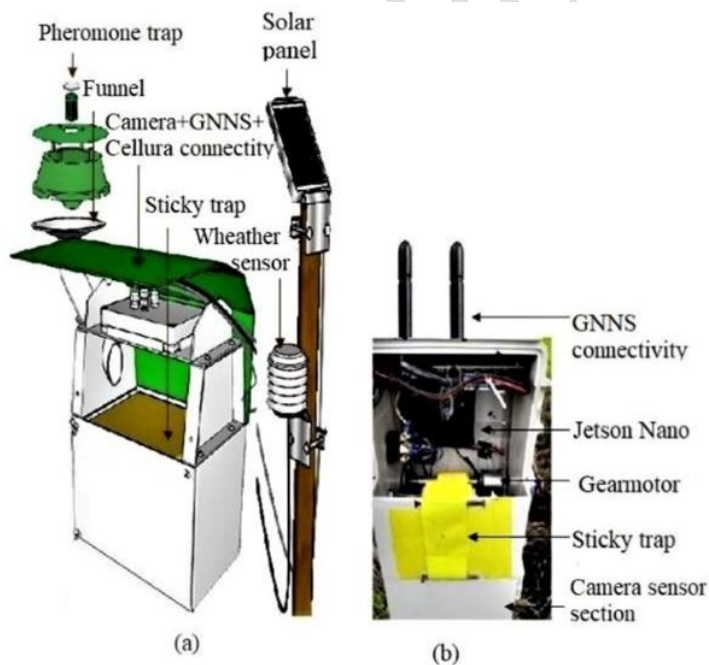 Pheromone trap
Funnel
Camera+GNNS+
Cellura connectity
Sticky trap
Wheather
sensor
Solar
panel
(a)
GNNS
connectivity
Jetson Nano
Gearmotor
Sticky trap
Camera sensor
section
(b)